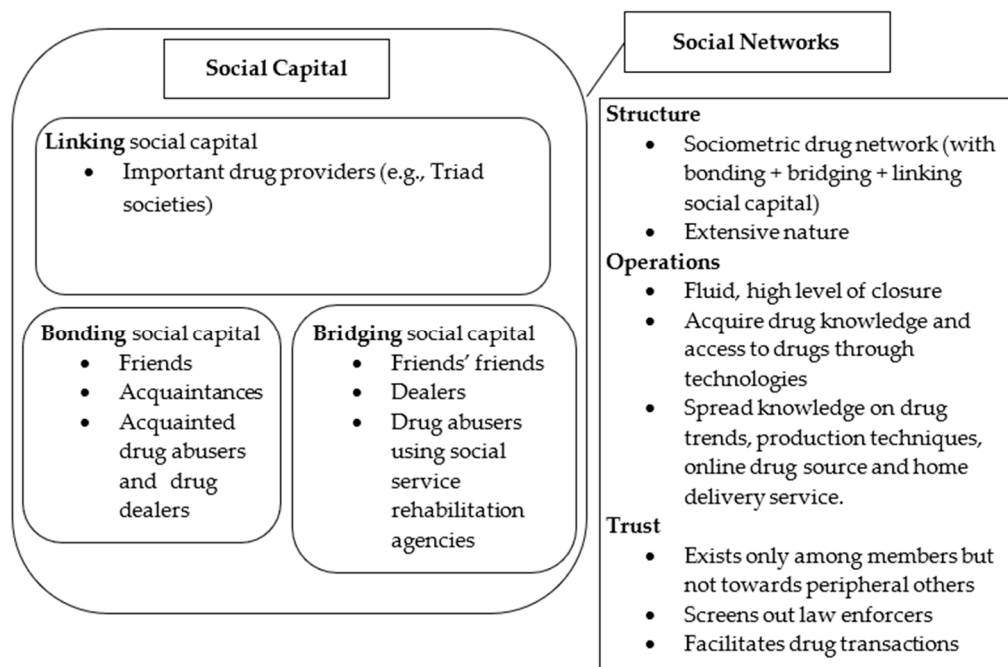 Social Capital
Linking social capital
• Important drug providers (e.g., Triad
societies)
Bonding social capital
• Friends
• Acquaintances
• Acquainted
drug abusers
and drug
dealers
Bridging social capital
• Friends’ friends
• Dealers
• Drug abusers
using social
service
rehabilitation
agencies
Social Networks
Structure
• Sociometric drug network (with
bonding + bridging + linking
social capital)
• Extensive nature
Operations
• Fluid, high level of closure
• Acquire drug knowledge and
access to drugs through
technologies
• Spread knowledge on drug
trends, production techniques,
online drug source and home
delivery service.
Trust
• Exists only among members but
not towards peripheral others
• Screens out law enforcers
• Facilitates drug transactions